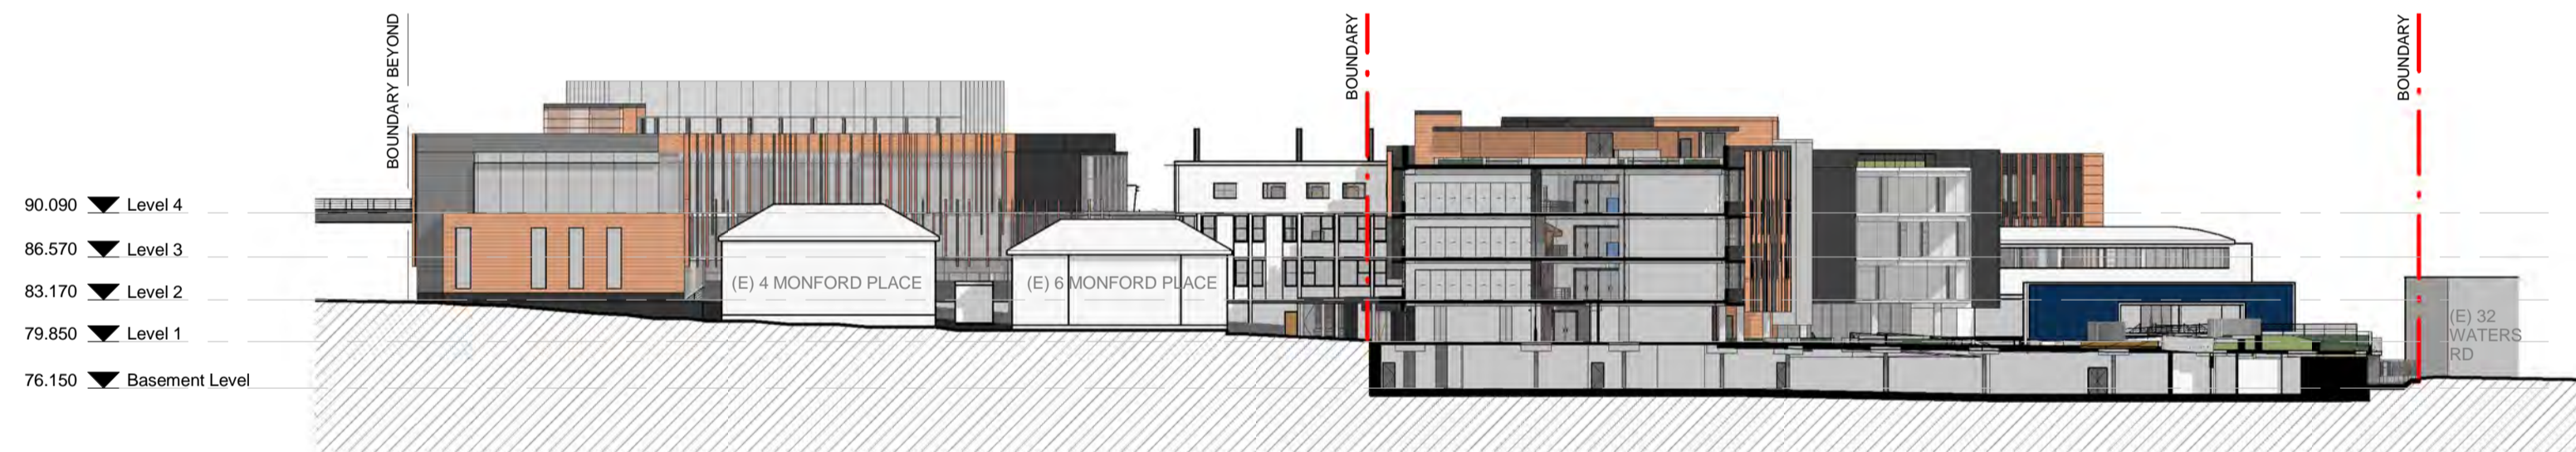 BOUNDARY BEYOND
BOUNDARY
BOUNDARY
90.090 Level 4
86.570 Level 3
83.170 Level 2
79.850 Level 1
76.150 Basement Level
(E) 4 MONFORD PLACE
(E) 6 MONFORD PLACE
(E) 32
WATERS
RD